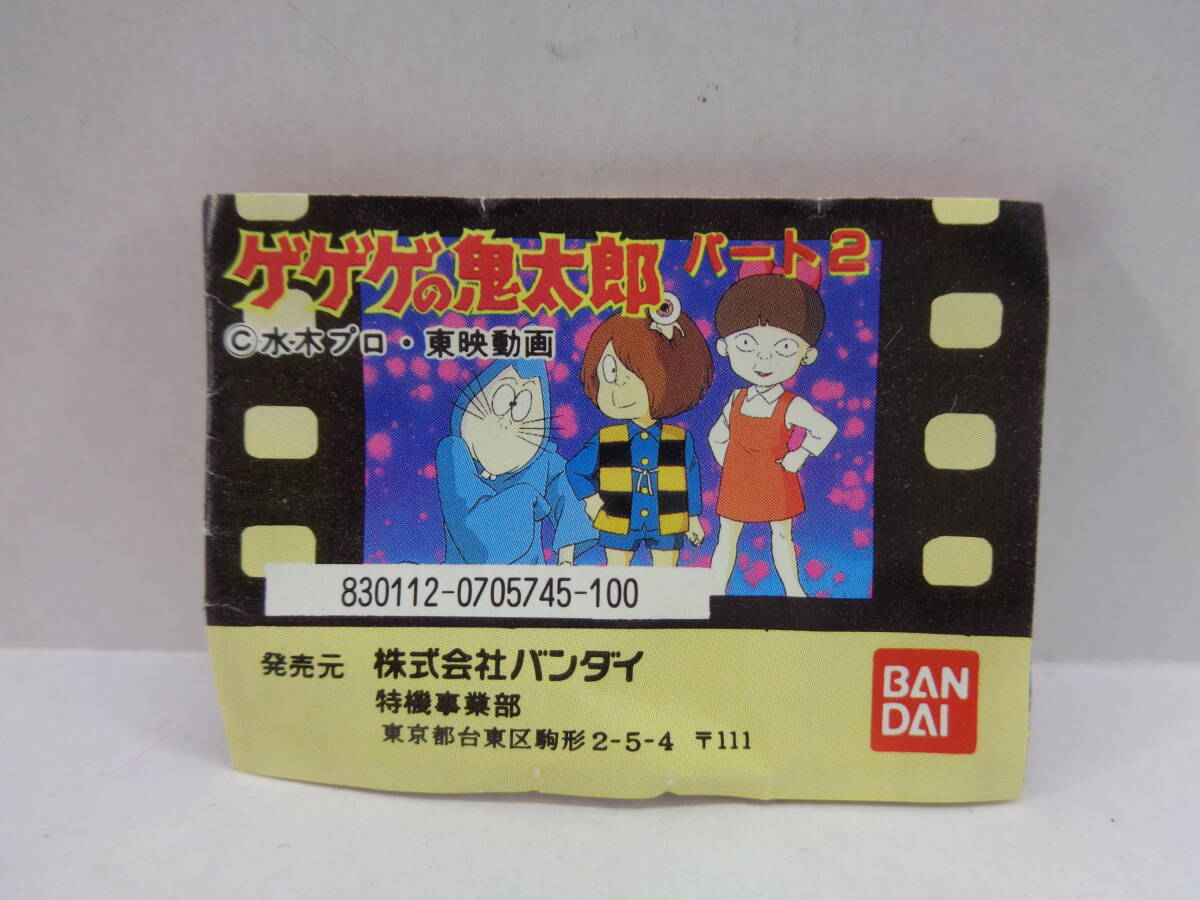 ゲゲゲの鬼太郎 パート2
©水木プロ・東映動画
830112-0705745-100
発売元 株式会社バンダイ
特機事業部
東京都台東区駒形2-5-4 〒111
BAN
DAI